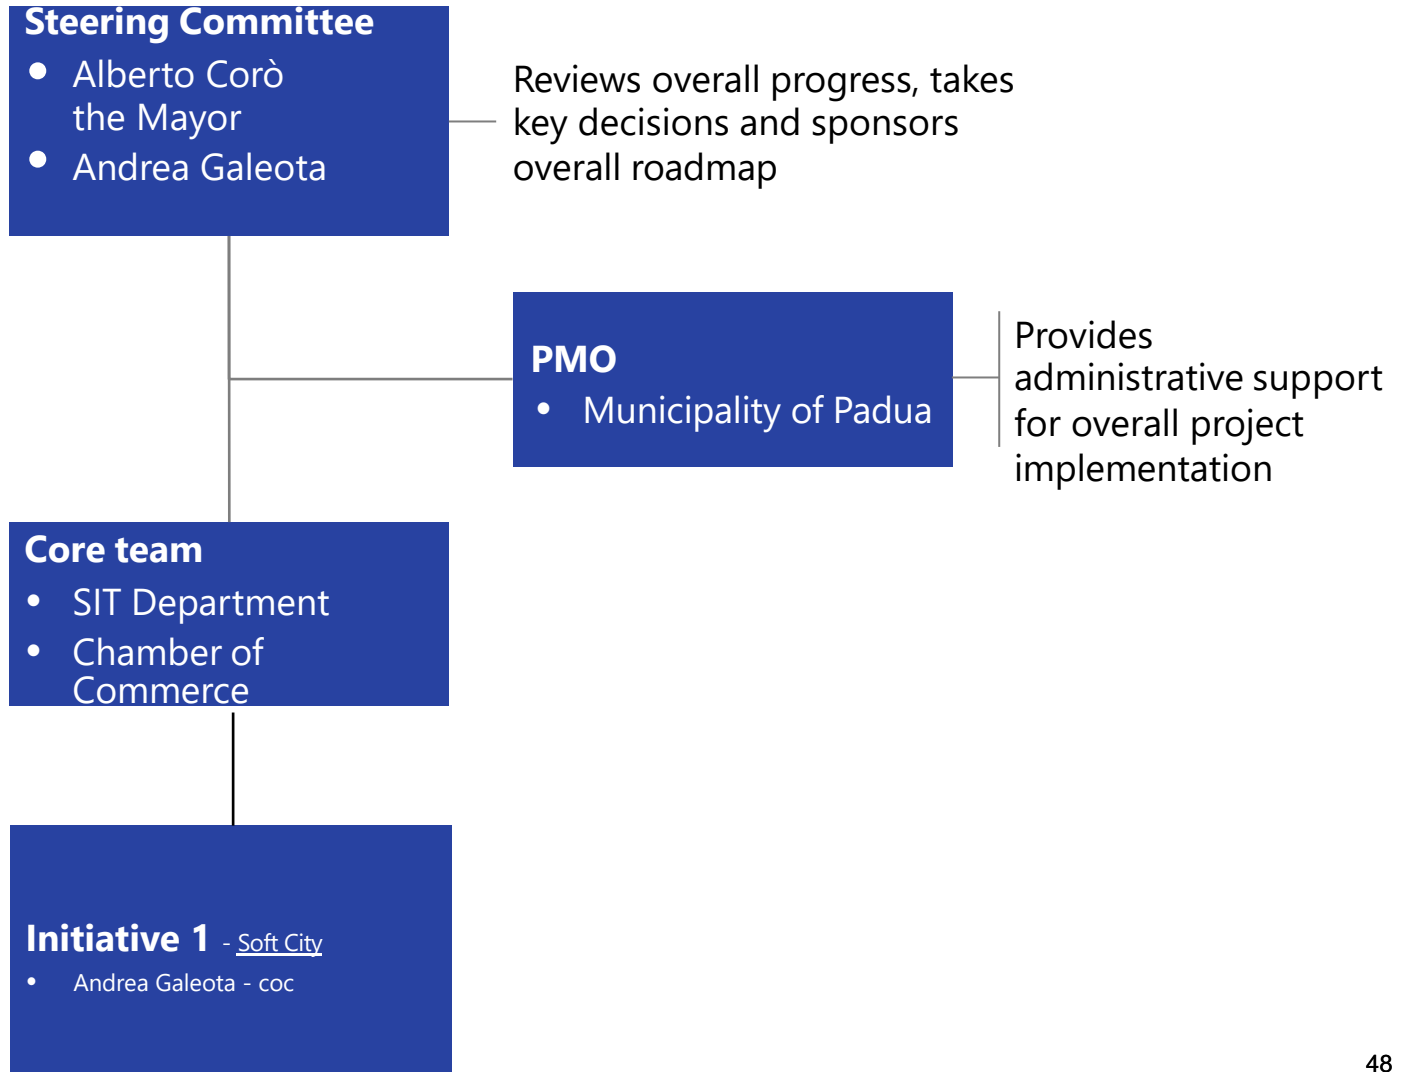 Steering Committee
• Alberto Corò
the Mayor
• Andrea Galeota
Reviews overall progress, takes
key decisions and sponsors
overall roadmap
PMO
• Municipality of Padua
Provides
administrative support
for overall project
implementation
Core team
• SIT Department
• Chamber of
Commerce
Initiative 1 - Soft City
• Andrea Galeota - coc
48